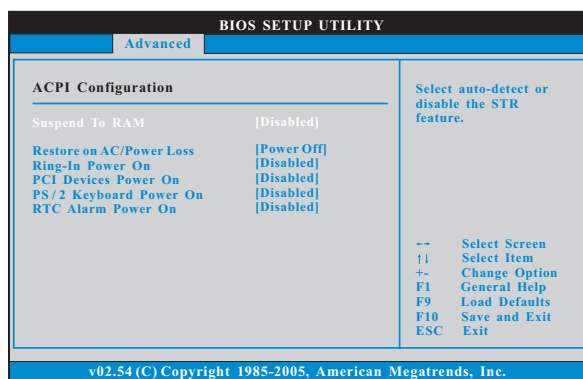 BIOS SETUP UTILITY
Advanced
ACPI Configuration
Suspend To RAM [Disabled]
Restore on AC/Power Loss [Power Off]
Ring-In Power On [Disabled]
PCI Devices Power On [Disabled]
PS/2 Keyboard Power On [Disabled]
RTC Alarm Power On [Disabled]
Select auto-detect or
disable the STR
feature.
←→ Select Screen
↑↓ Select Item
+- Change Option
F1 General Help
F9 Load Defaults
F10 Save and Exit
ESC Exit
v02.54 (C) Copyright 1985-2005, American Megatrends, Inc.